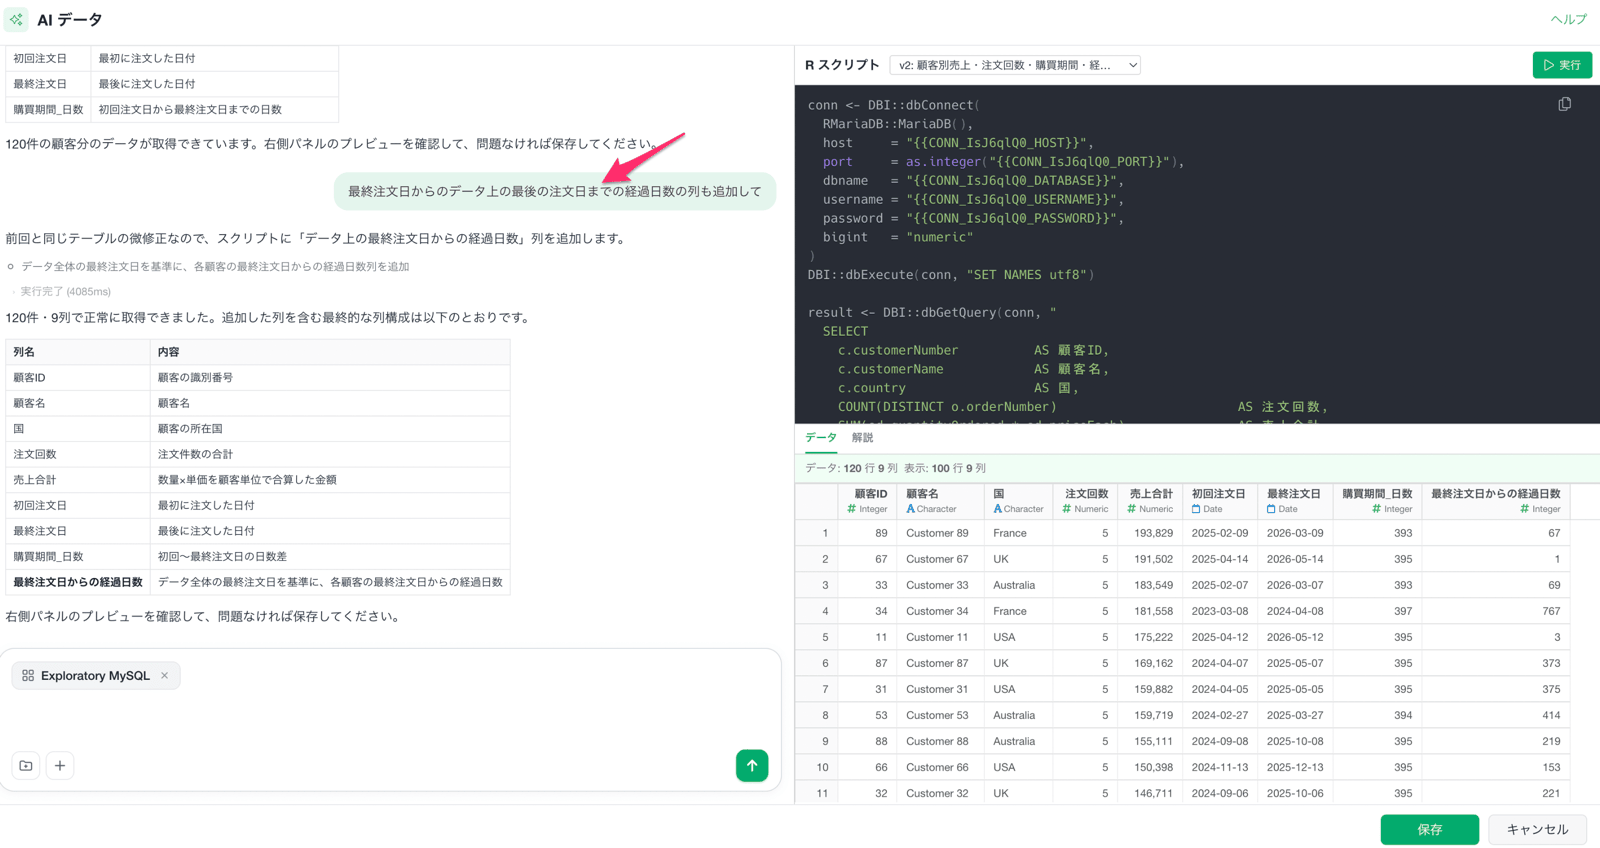 AI データ
ヘルプ
初回注文日 最初に注文した日付
最終注文日 最後に注文した日付
購買期間_日数 初回注文日から最終注文日までの日数
120件の顧客分のデータが取得できています。右側パネルのプレビューを確認して、問題なければ保存してください。
最終注文日からのデータ上の最後の注文日までの経過日数の列も追加して
前回と同じテーブルの微修正なので、スクリプトに「データ上の最終注文日からの経過日数」列を追加します。
データ全体の最終注文日を基準に、各顧客の最終注文日からの経過日数列を追加
実行完了 (4085ms)
120件・9列で正常に取得できました。追加した列を含む最終的な列構成は以下のとおりです。
列名 内容
顧客ID 顧客の識別番号
顧客名 顧客名
国 顧客の所在国
注文回数 注文件数の合計
売上合計 数量×単価を顧客単位で合算した金額
初回注文日 最初に注文した日付
最終注文日 最後に注文した日付
購買期間_日数 初回〜最終注文日の日数差
最終注文日からの経過日数 データ全体の最終注文日を基準に、各顧客の最終注文日からの経過日数
右側パネルのプレビューを確認して、問題なければ保存してください。
Exploratory MySQL ×
R スクリプト v2: 顧客別売上・注文回数・購買期間・経... 実行
conn <- DBI::dbConnect(
RMariaDB::MariaDB(),
host = "{{CONN_IsJ6qlQ0_HOST}}",
port = as.integer("{{CONN_IsJ6qlQ0_PORT}}"),
dbname = "{{CONN_IsJ6qlQ0_DATABASE}}",
username = "{{CONN_IsJ6qlQ0_USERNAME}}",
password = "{{CONN_IsJ6qlQ0_PASSWORD}}",
bigint = "numeric"
)
DBI::dbExecute(conn, "SET NAMES utf8")
result <- DBI::dbGetQuery(conn, "
SELECT
c.customerNumber AS 顧客ID,
c.customerName AS 顧客名,
c.country AS 国,
COUNT(DISTINCT o.orderNumber) AS 注文回数,
データ 解説
データ: 120 行 9 列 表示: 100 行 9 列
顧客ID 顧客名 国 注文回数 売上合計 初回注文日 最終注文日 購買期間_日数 最終注文日からの経過日数
# Integer A Character A Character # Numeric # Numeric Date Date # Integer # Integer
1 89 Customer 89 France 5 193,829 2025-02-09 2026-03-09 393 67
2 67 Customer 67 UK 5 191,502 2025-04-14 2026-05-14 395 1
3 33 Customer 33 Australia 5 183,549 2025-02-07 2026-03-07 393 69
4 34 Customer 34 France 5 181,558 2023-03-08 2024-04-08 397 767
5 11 Customer 11 USA 5 175,222 2025-04-12 2026-05-12 395 3
6 87 Customer 87 UK 5 169,162 2024-04-07 2025-05-07 395 373
7 31 Customer 31 USA 5 159,882 2024-04-05 2025-05-05 395 375
8 53 Customer 53 Australia 5 159,719 2024-02-27 2025-03-27 394 414
9 88 Customer 88 Australia 5 155,111 2024-09-08 2025-10-08 395 219
10 66 Customer 66 USA 5 150,398 2024-11-13 2025-12-13 395 153
11 32 Customer 32 UK 5 146,711 2024-09-06 2025-10-06 395 221
保存 キャンセル